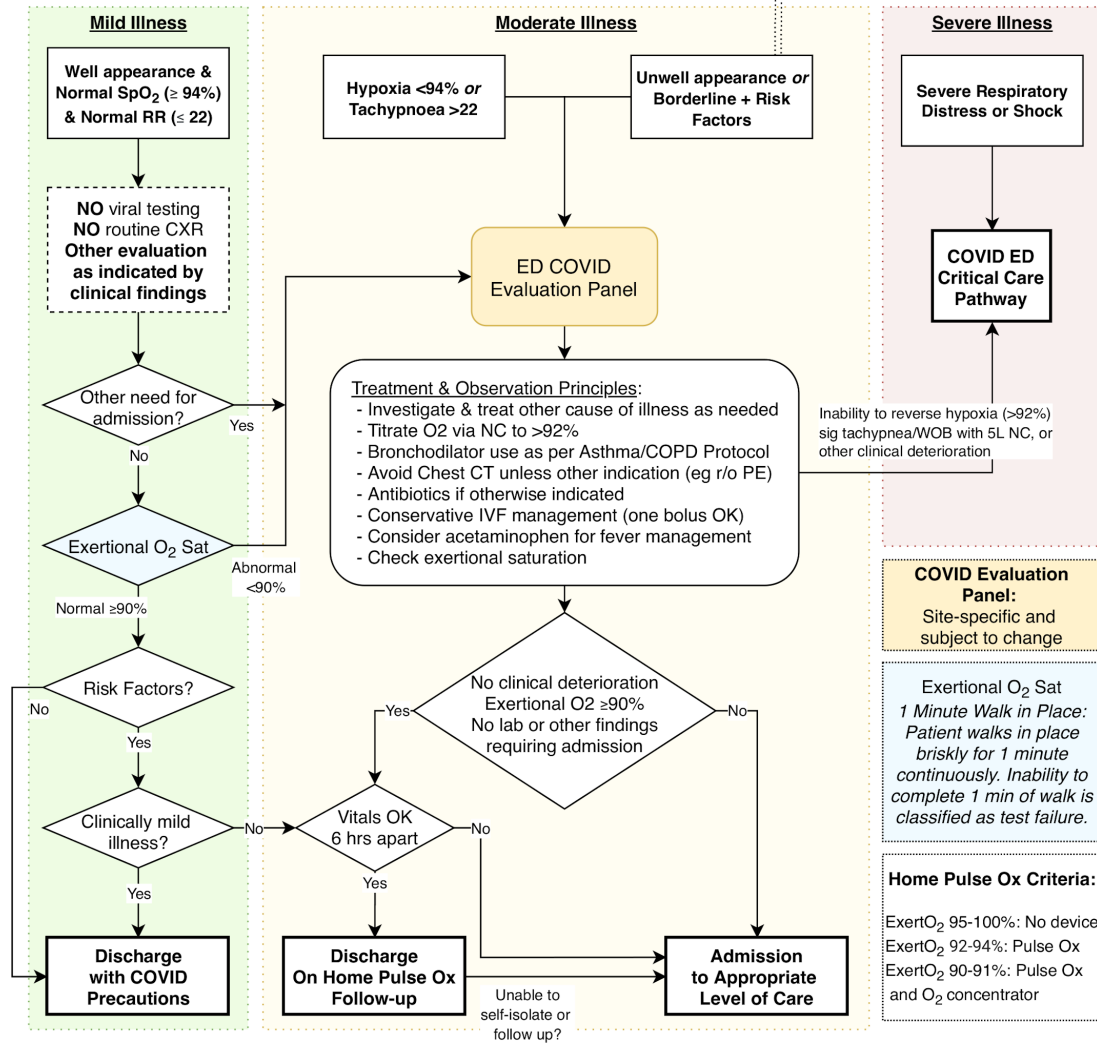 Mild Illness
Well appearance &
Normal SpO2 (≥ 94%)
& Normal RR (≤ 22)
NO viral testing
NO routine CXR
Other evaluation
as indicated by
clinical findings
Other need for
admission?
Yes
No
Exertional O2 Sat
Abnormal
<90%
Normal ≥90%
Risk Factors?
No
Yes
Clinically mild
illness?
No
Yes
Discharge
with COVID
Precautions
Moderate Illness
Hypoxia <94% or
Tachypnoea >22
Unwell appearance or
Borderline + Risk
Factors
ED COVID
Evaluation Panel
Treatment & Observation Principles:
- Investigate & treat other cause of illness as needed
- Titrate O2 via NC to >92%
- Bronchodilator use as per Asthma/COPD Protocol
- Avoid Chest CT unless other indication (eg r/o PE)
- Antibiotics if otherwise indicated
- Conservative IVF management (one bolus OK)
- Consider acetaminophen for fever management
- Check exertional saturation
No clinical deterioration
Exertional O2 ≥90%
No lab or other findings
requiring admission
Yes
No
Vitals OK
6 hrs apart
No
Yes
Discharge
On Home Pulse Ox
Follow-up
Unable to
self-isolate or
follow up?
Admission
to Appropriate
Level of Care
Severe Illness
Severe Respiratory
Distress or Shock
COVID ED
Critical Care
Pathway
Inability to reverse hypoxia (>92%)
sig tachypnea/WOB with 5L NC, or
other clinical deterioration
COVID Evaluation
Panel:
Site-specific and
subject to change
Exertional O2 Sat
1 Minute Walk in Place:
Patient walks in place
briskly for 1 minute
continuously. Inability to
complete 1 min of walk is
classified as test failure.
Home Pulse Ox Criteria:
ExertO2 95-100%: No device
ExertO2 92-94%: Pulse Ox
ExertO2 90-91%: Pulse Ox
and O2 concentrator